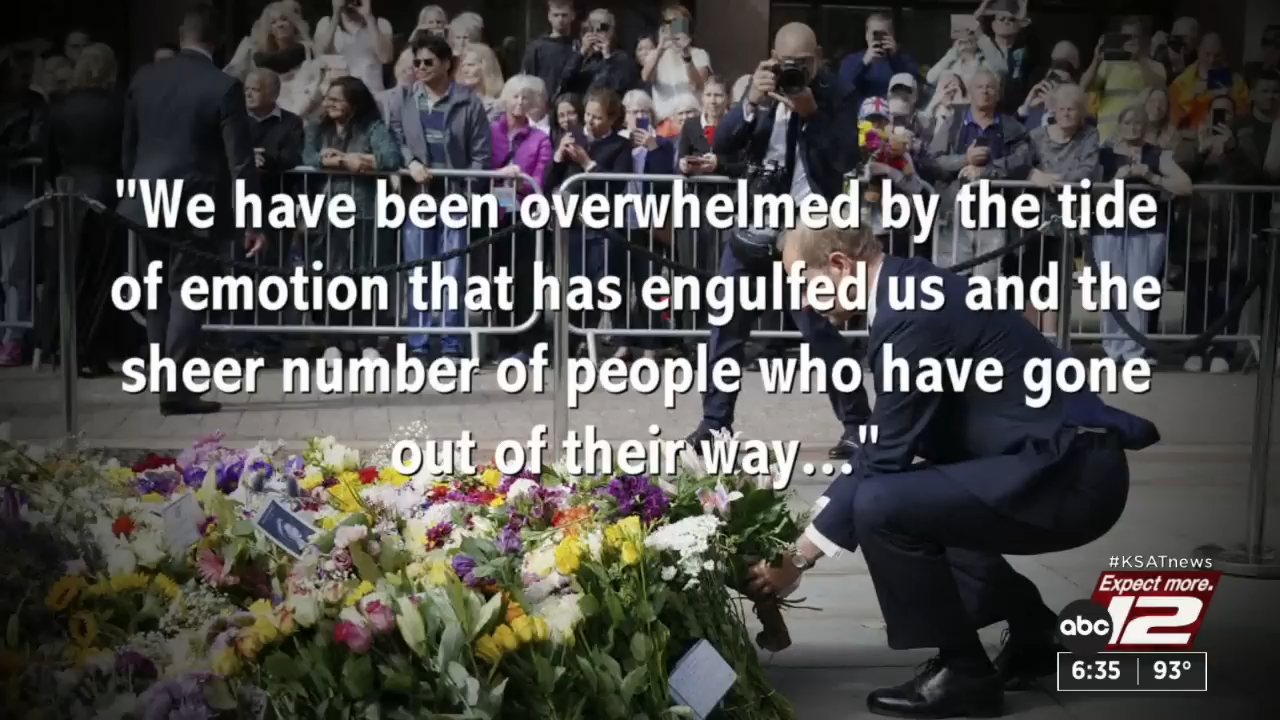 "We have been overwhelmed by the tide
of emotion that has engulfed us and the
sheer number of people who have gone
out of their way..."
#KSATnews
Expect more.
abc 12
6:35 93°